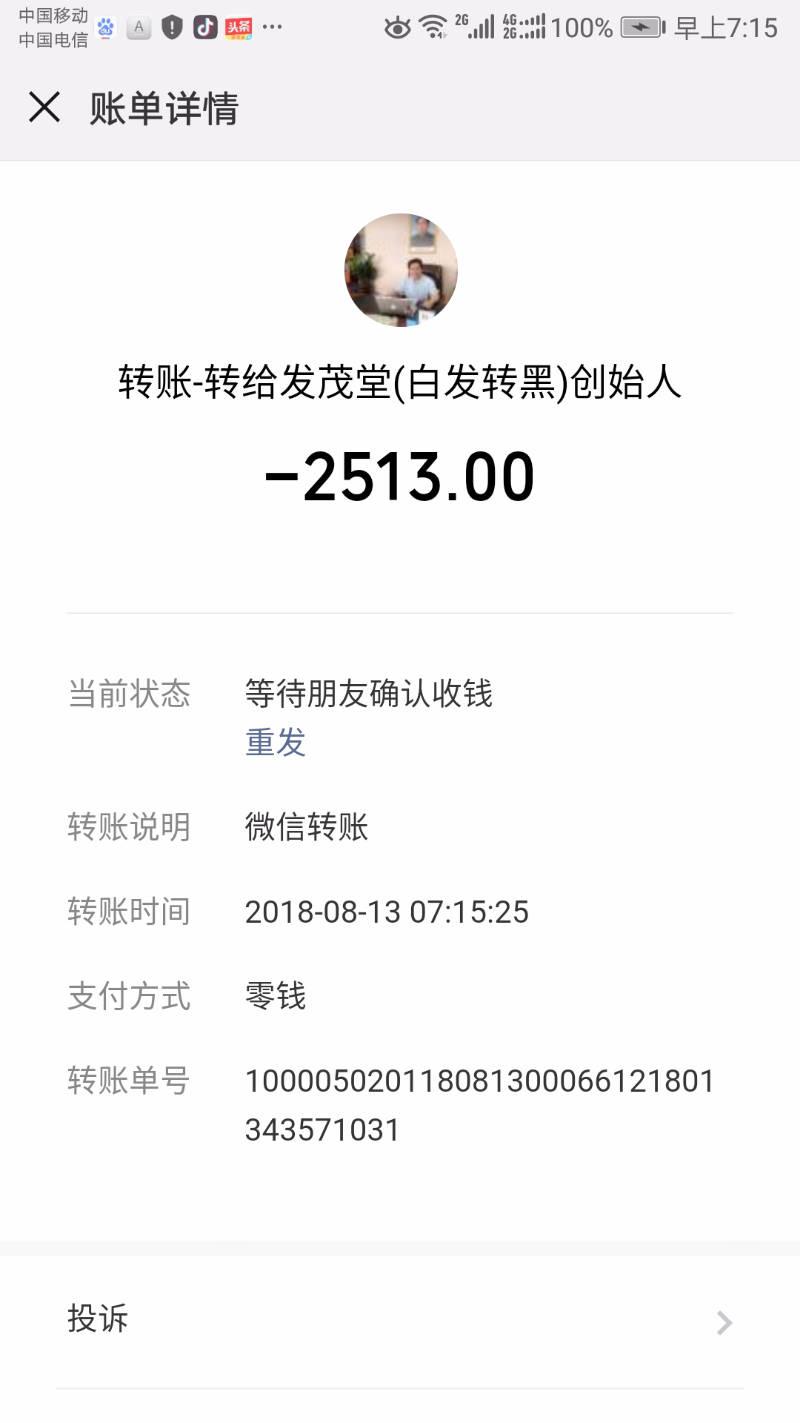 中国移动
中国电信
A
头条
2G
4G
2G
100%
早上7:15
账单详情
转账-转给发茂堂(白发转黑)创始人
-2513.00
当前状态 等待朋友确认收钱
重发
转账说明 微信转账
转账时间 2018-08-13 07:15:25
支付方式 零钱
转账单号 100005020118081300066121801
343571031
投诉